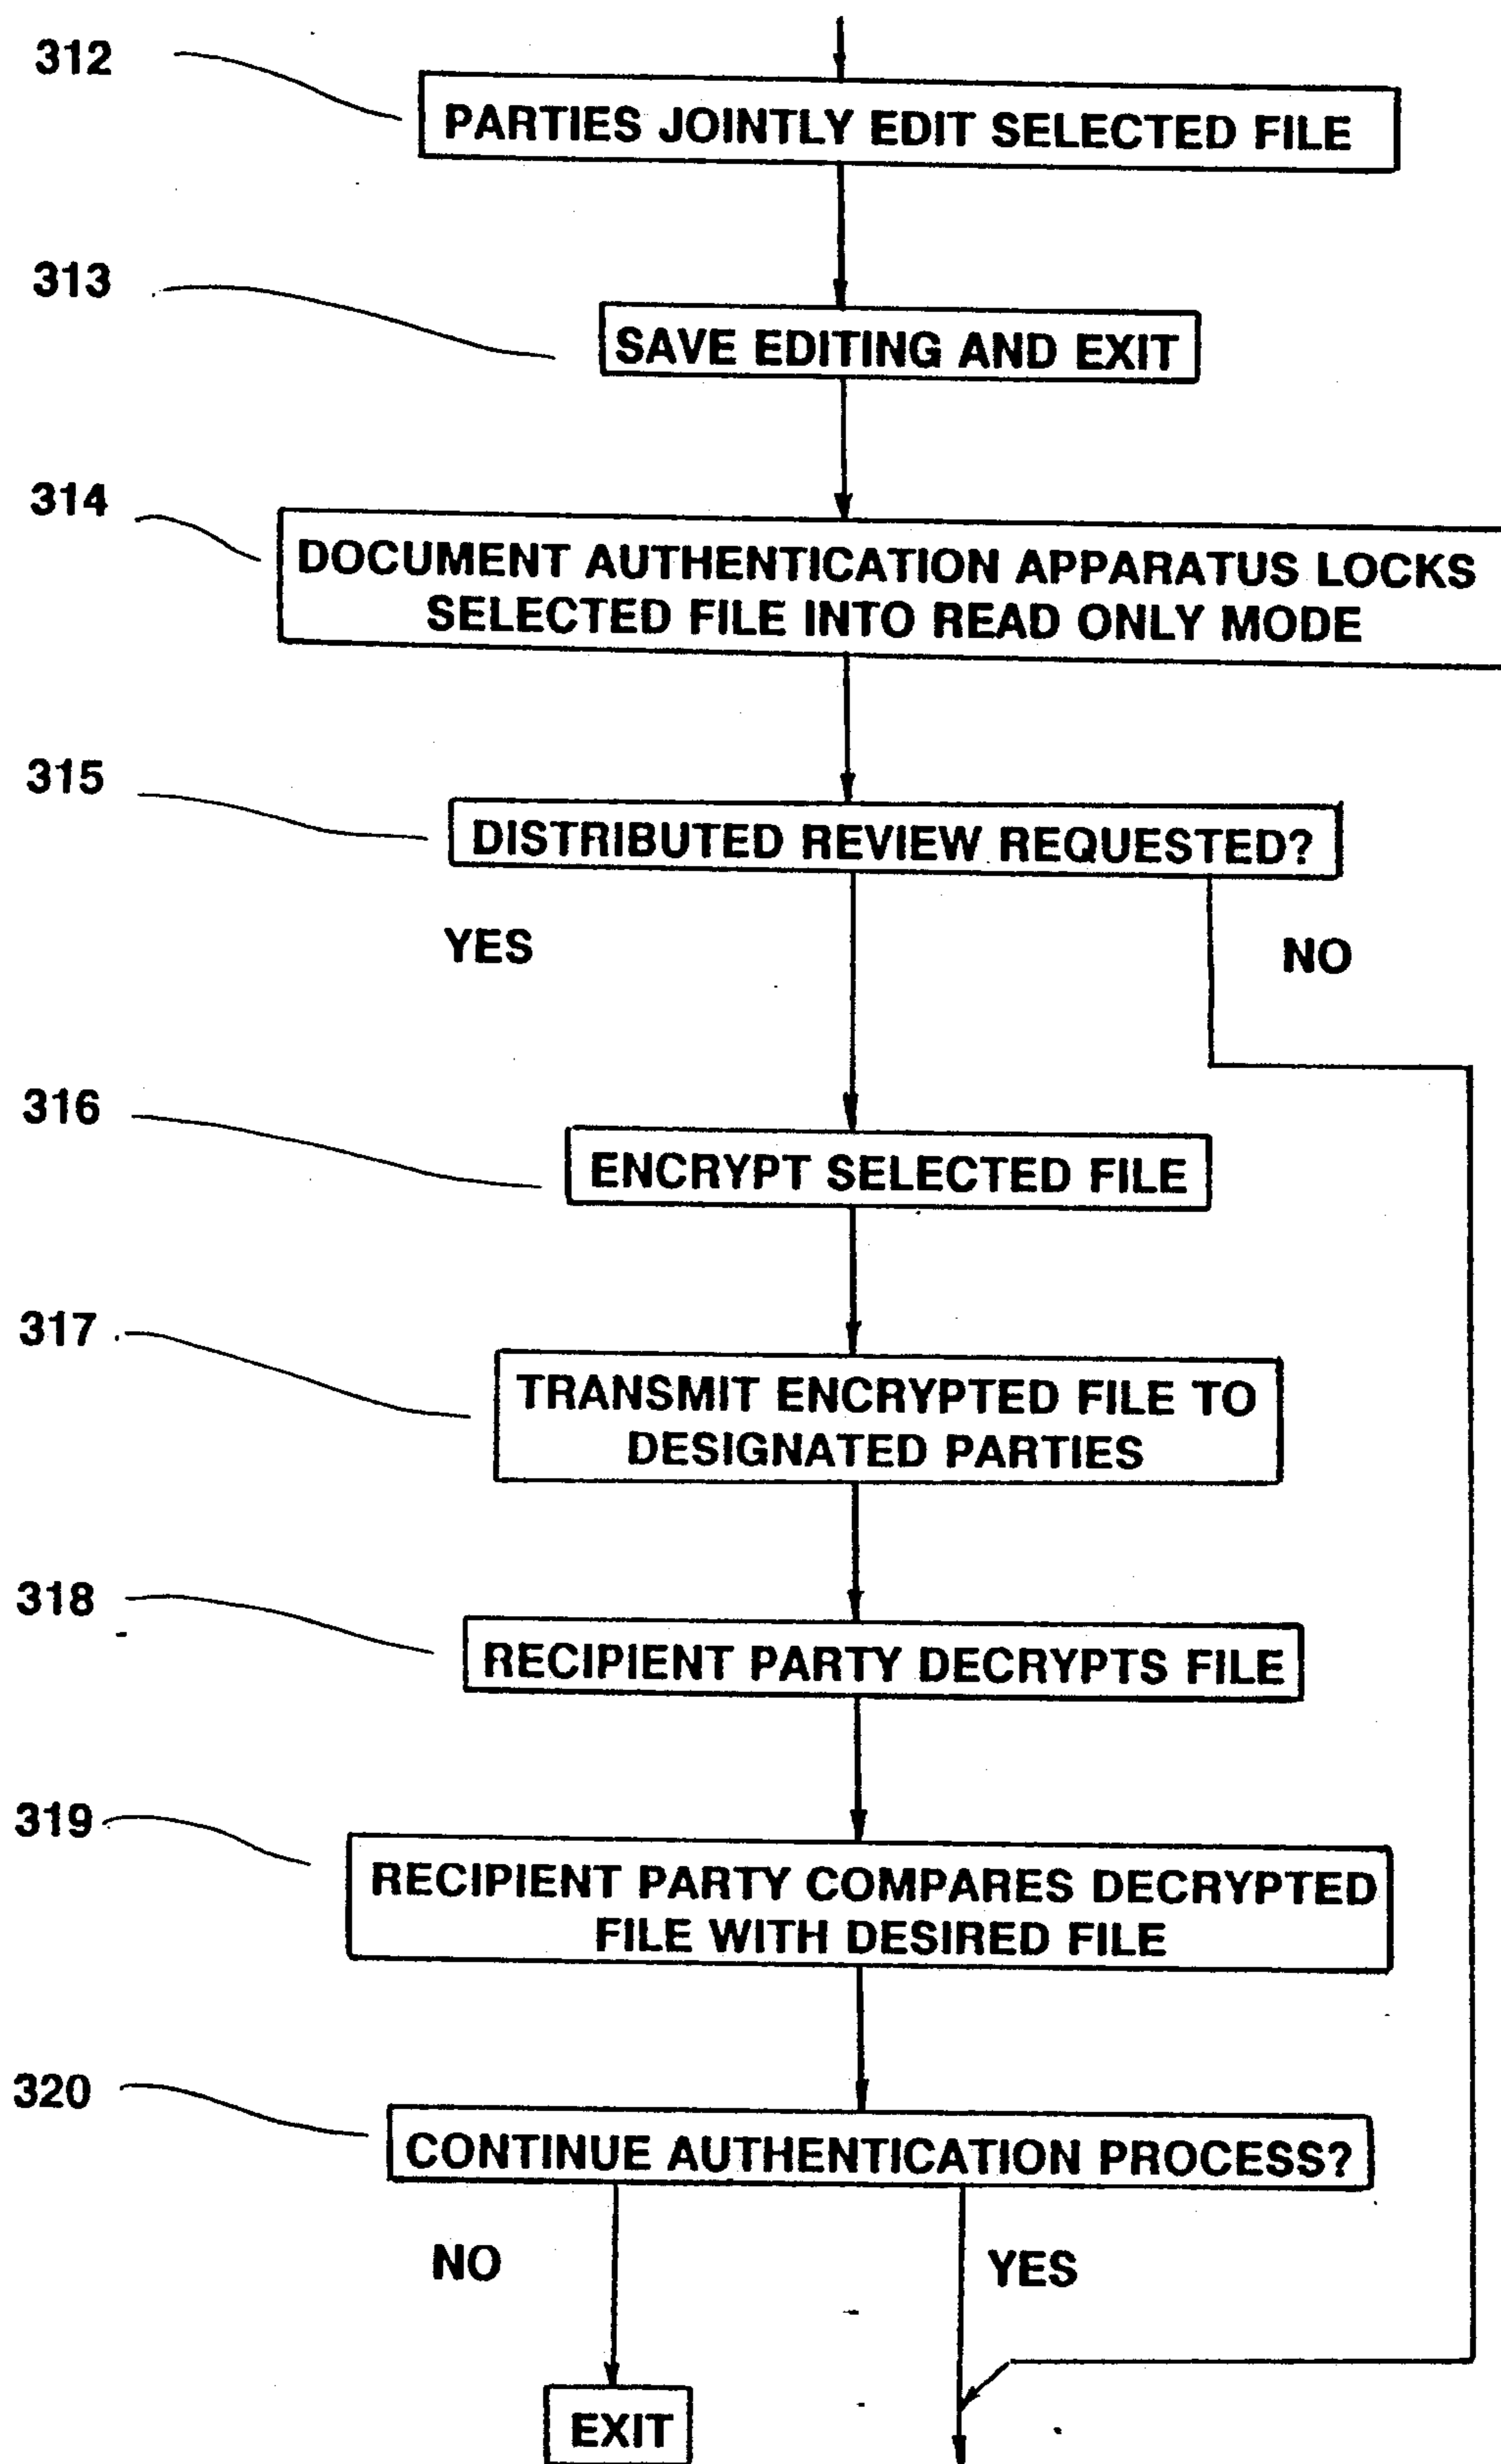 312
PARTIES JOINTLY EDIT SELECTED FILE
313
SAVE EDITING AND EXIT
314
DOCUMENT AUTHENTICATION APPARATUS LOCKS
SELECTED FILE INTO READ ONLY MODE
315
DISTRIBUTED REVIEW REQUESTED?
YES
NO
316
ENCRYPT SELECTED FILE
317
TRANSMIT ENCRYPTED FILE TO
DESIGNATED PARTIES
318
RECIPIENT PARTY DECRYPTS FILE
319
RECIPIENT PARTY COMPARES DECRYPTED
FILE WITH DESIRED FILE
320
CONTINUE AUTHENTICATION PROCESS?
NO
YES
EXIT